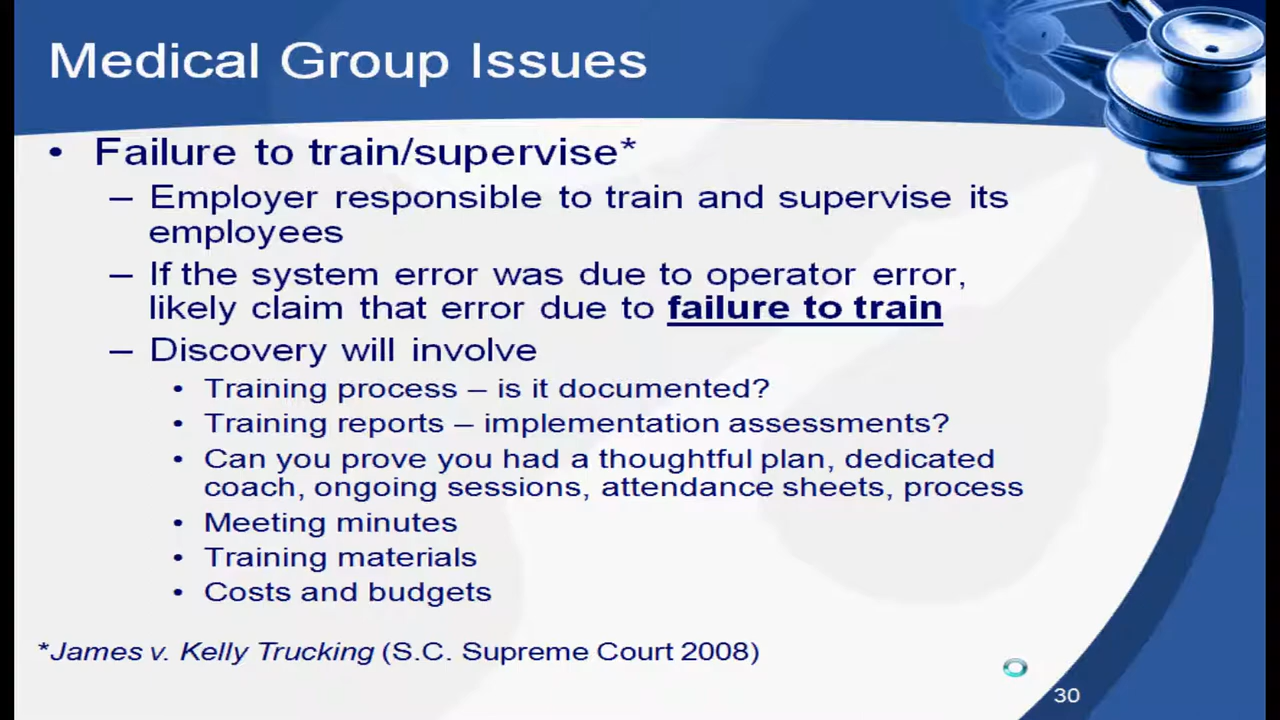 Medical Group Issues
• Failure to train/supervise*
– Employer responsible to train and supervise its
employees
– If the system error was due to operator error,
likely claim that error due to failure to train
– Discovery will involve
• Training process – is it documented?
• Training reports – implementation assessments?
• Can you prove you had a thoughtful plan, dedicated
coach, ongoing sessions, attendance sheets, process
• Meeting minutes
• Training materials
• Costs and budgets
*James v. Kelly Trucking (S.C. Supreme Court 2008)
30